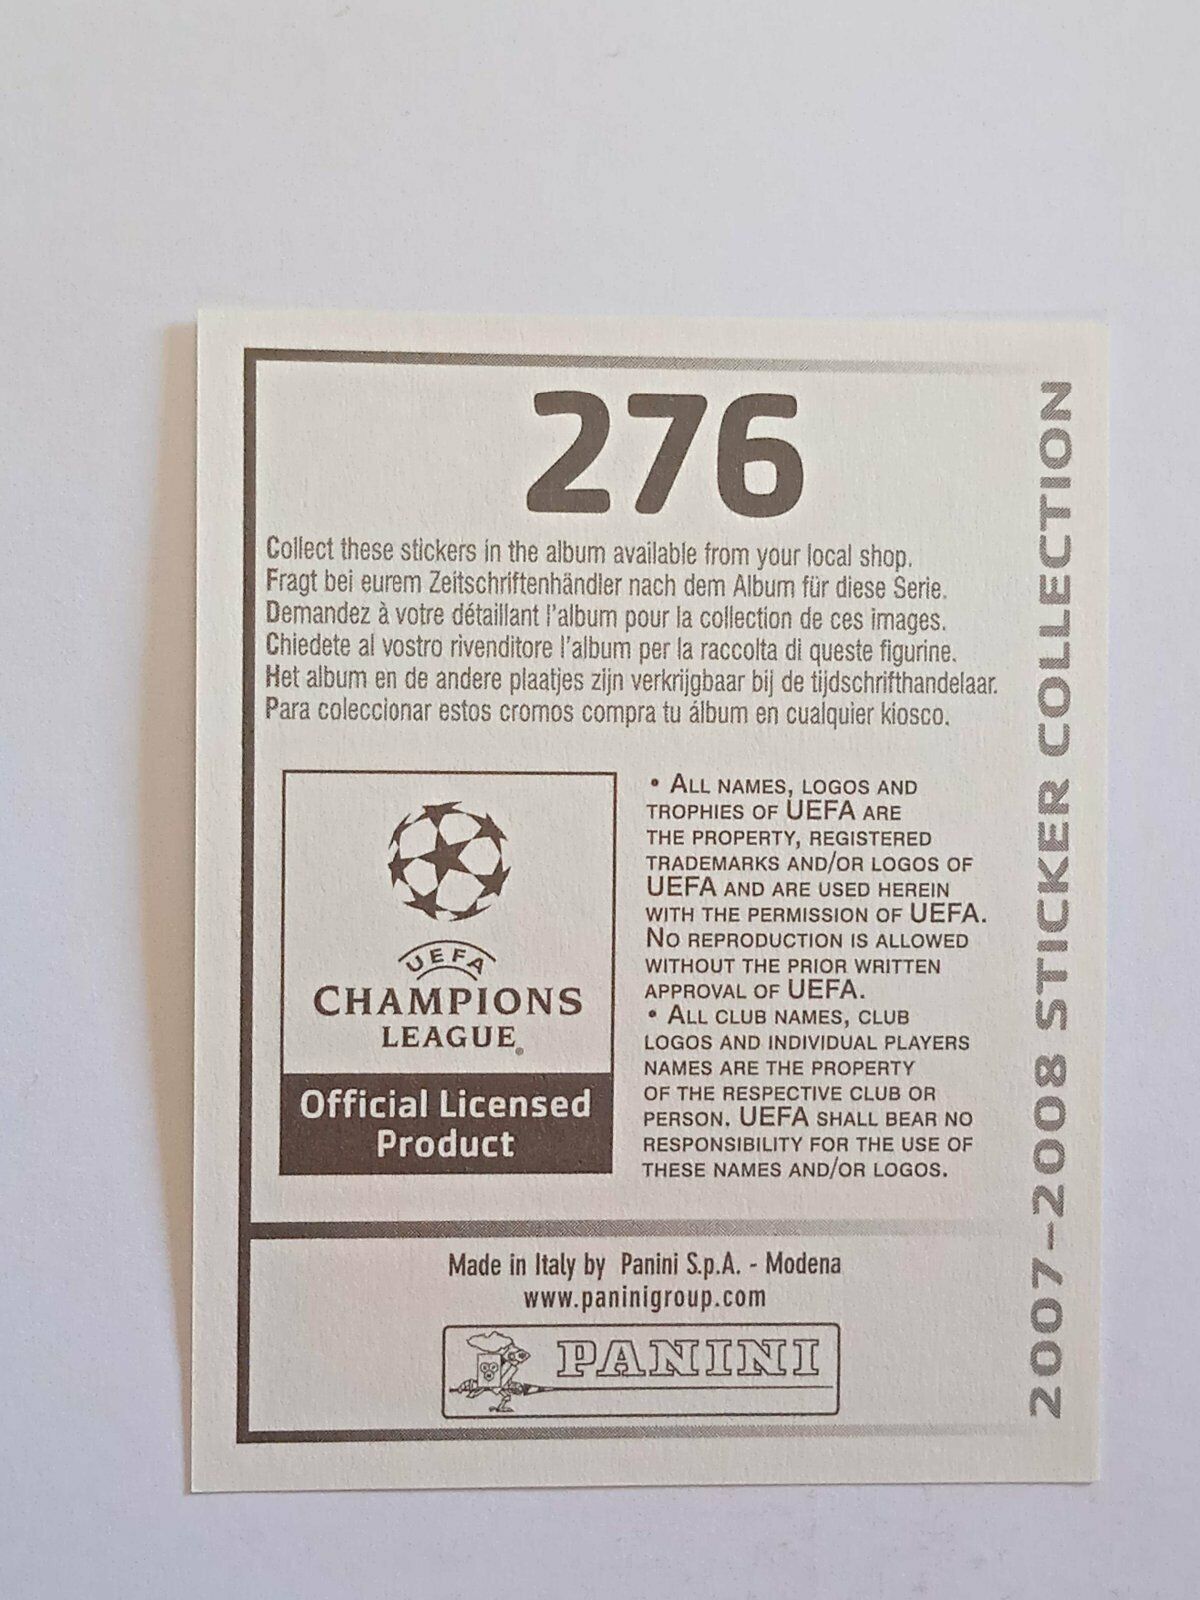 276
Collect these stickers in the album available from your local shop.
Fragt bei eurem Zeitschriftenhändler nach dem Album für diese Serie.
Demandez à votre détaillant l'album pour la collection de ces images.
Chiedete al vostro rivenditore l'album per la raccolta di queste figurine.
Het album en de andere plaatjes zijn verkrijgbaar bij de tijdschrifthandelaar.
Para coleccionar estos cromos compra tu álbum en cualquier kiosco.
UEFA
CHAMPIONS
LEAGUE®
Official Licensed
Product
• ALL NAMES, LOGOS AND
TROPHIES OF UEFA ARE
THE PROPERTY, REGISTERED
TRADEMARKS AND/OR LOGOS OF
UEFA AND ARE USED HEREIN
WITH THE PERMISSION OF UEFA.
NO REPRODUCTION IS ALLOWED
WITHOUT THE PRIOR WRITTEN
APPROVAL OF UEFA.
• ALL CLUB NAMES, CLUB
LOGOS AND INDIVIDUAL PLAYERS
NAMES ARE THE PROPERTY
OF THE RESPECTIVE CLUB OR
PERSON. UEFA SHALL BEAR NO
RESPONSIBILITY FOR THE USE OF
THESE NAMES AND/OR LOGOS.
Made in Italy by Panini S.p.A. - Modena
www.paninigroup.com
PANINI
2007-2008 STICKER COLLECTION